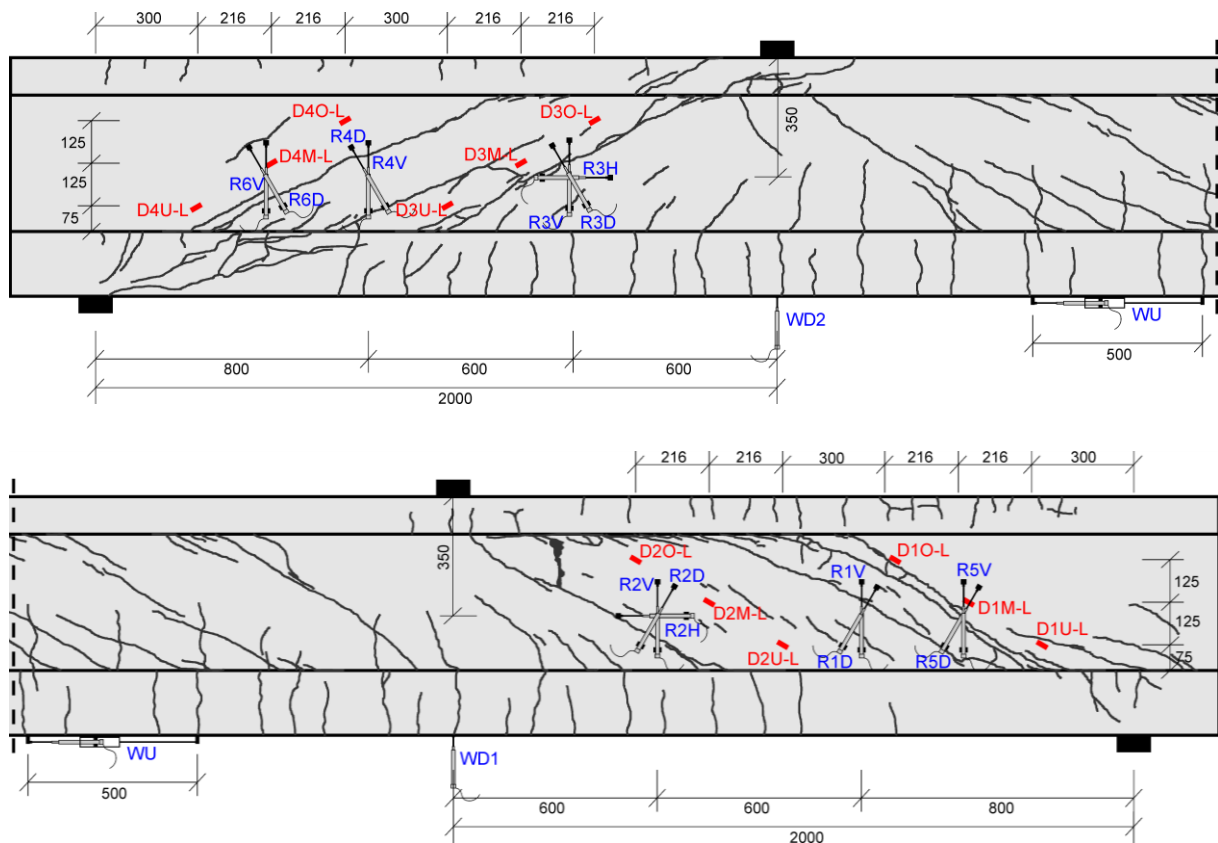 300 216 216 300 216 216
D4O-L D3O-L
R4D
350
125
D4M-L R4V D3M-L R3H
125
R6V
R6D
D4U-L D3U-L
75
R3V R3D
WD2
WU
800 600 600
500
2000
216 216 300 216 216 300
350
D2O-L D1O-L
R2V R2D R1V R5V
125
D2M-L D1M-L
125
R2H
D1U-L
D2U-L R1D R5D
75
WU
WD1
500
600 600 800
2000